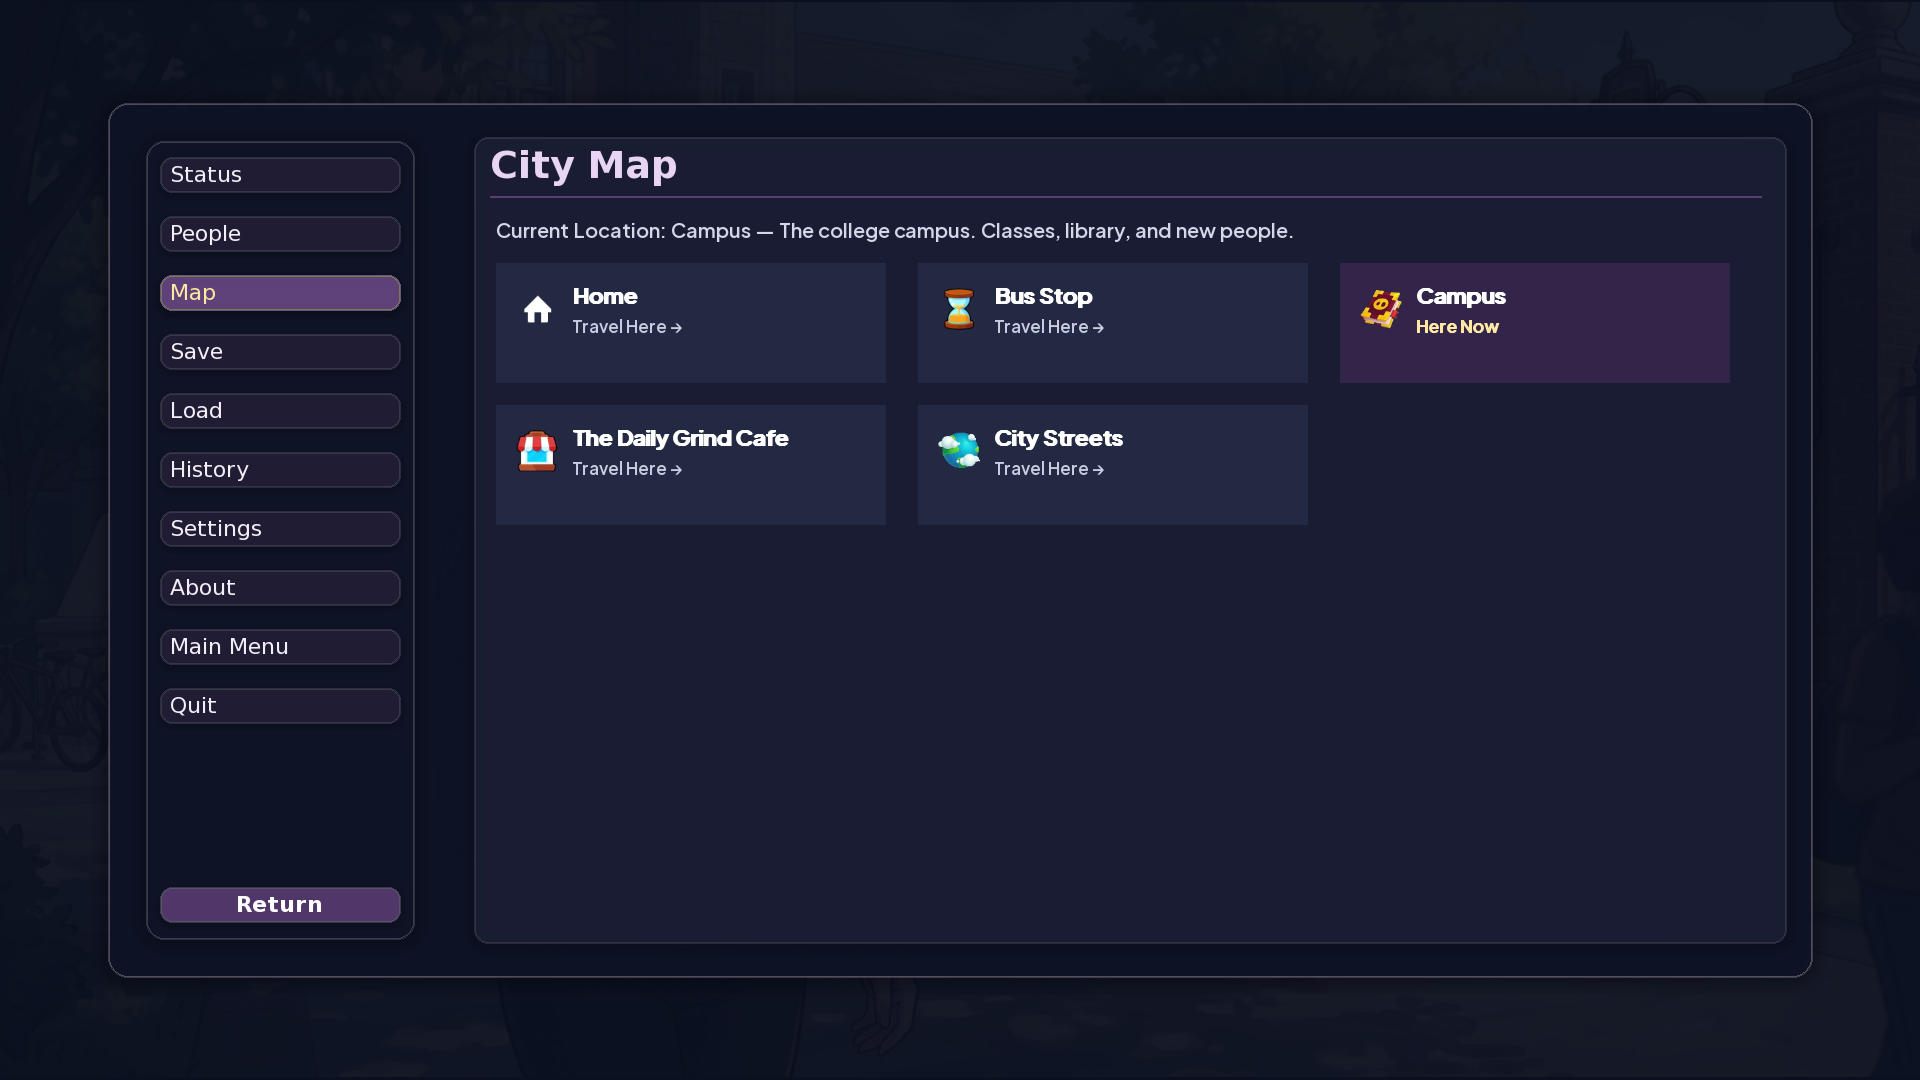 Status
People
Map
Save
Load
History
Settings
About
Main Menu
Quit
Return
City Map
Current Location: Campus — The college campus. Classes, library, and new people.
Home
Travel Here →
Bus Stop
Travel Here →
Campus
Here Now
The Daily Grind Cafe
Travel Here →
City Streets
Travel Here →